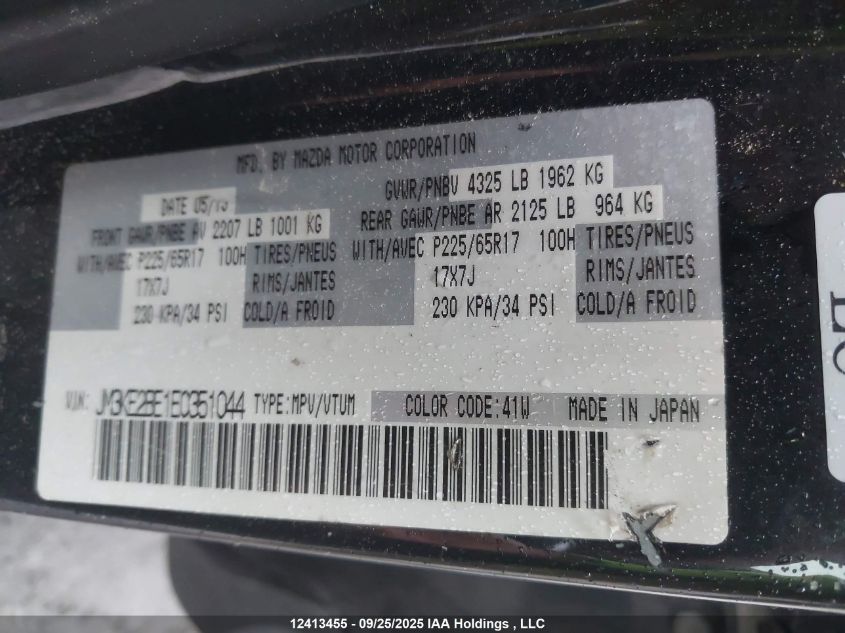 MFD. BY MAZDA MOTOR CORPORATION
DATE 05/13 GVWR/PNBV 4325 LB 1962 KG
FRONT GAWR/PNBE AV 2207 LB 1001 KG REAR GAWR/PNBE AR 2125 LB 964 KG
WITH/AVEC P225/65R17 100H TIRES/PNEUS WITH/AVEC P225/65R17 100H TIRES/PNEUS
17X7J RIMS/JANTES 17X7J RIMS/JANTES
230 KPA/34 PSI COLD/A FROID 230 KPA/34 PSI COLD/A FROID
VIN: JM3KE2BE1E0351044 TYPE:MPV/VTUM COLOR CODE:41W MADE IN JAPAN
12413455 - 09/25/2025 IAA Holdings , LLC